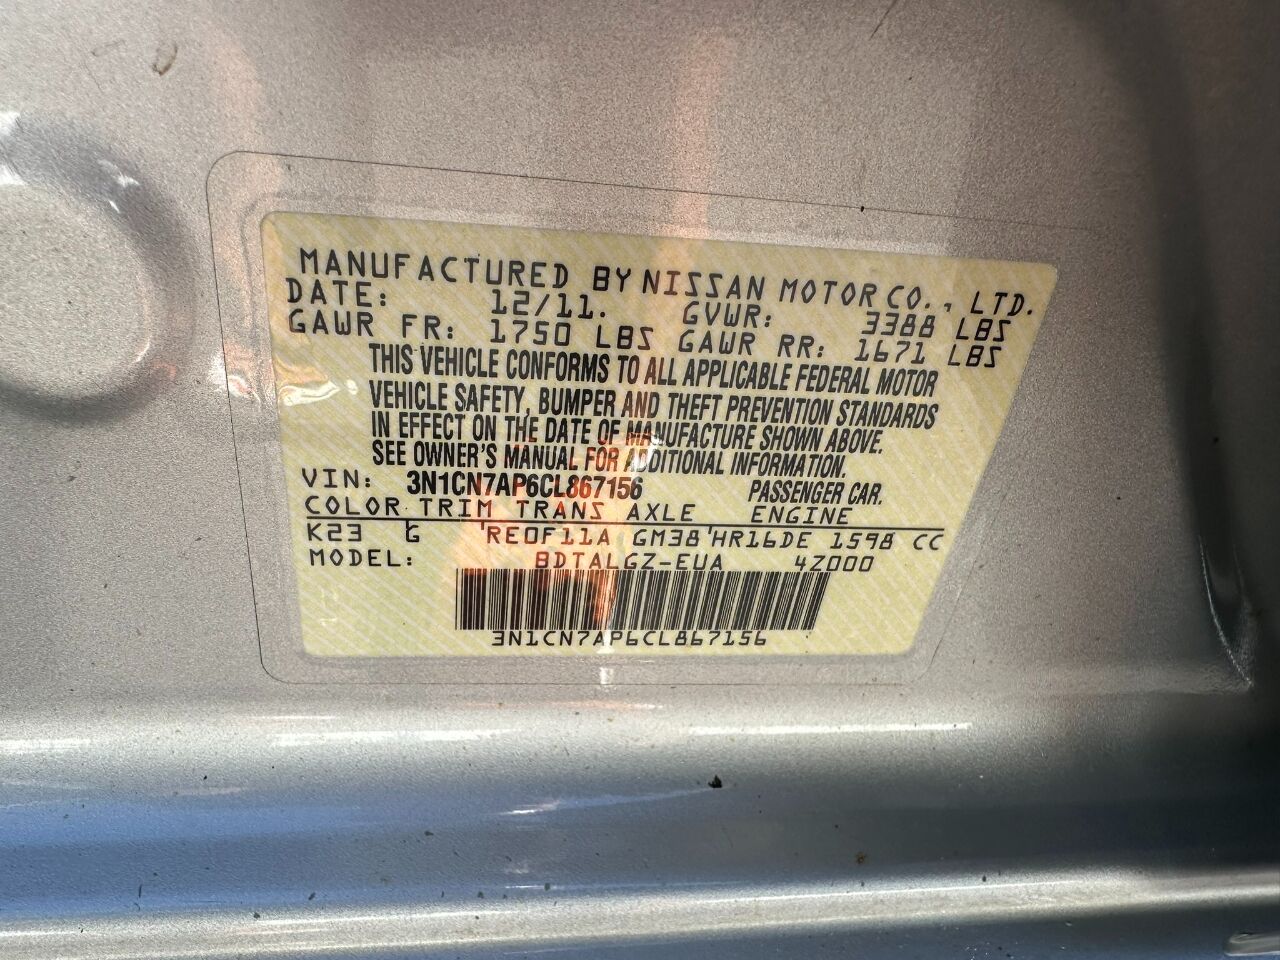 MANUFACTURED BY NISSAN MOTOR CO., LTD.
DATE: 12/11. GVWR: 3388 LBS
GAWR FR: 1750 LBS GAWR RR: 1671 LBS
THIS VEHICLE CONFORMS TO ALL APPLICABLE FEDERAL MOTOR
VEHICLE SAFETY, BUMPER AND THEFT PREVENTION STANDARDS
IN EFFECT ON THE DATE OF MANUFACTURE SHOWN ABOVE.
SEE OWNER'S MANUAL FOR ADDITIONAL INFORMATION.
VIN: 3N1CN7AP6CL867156 PASSENGER CAR.
COLOR TRIM TRANS AXLE ENGINE
K23 G RE0F11A GM38 HR16DE 1598 CC
MODEL: BDTALGZ-EUA 4Z000
3N1CN7AP6CL867156